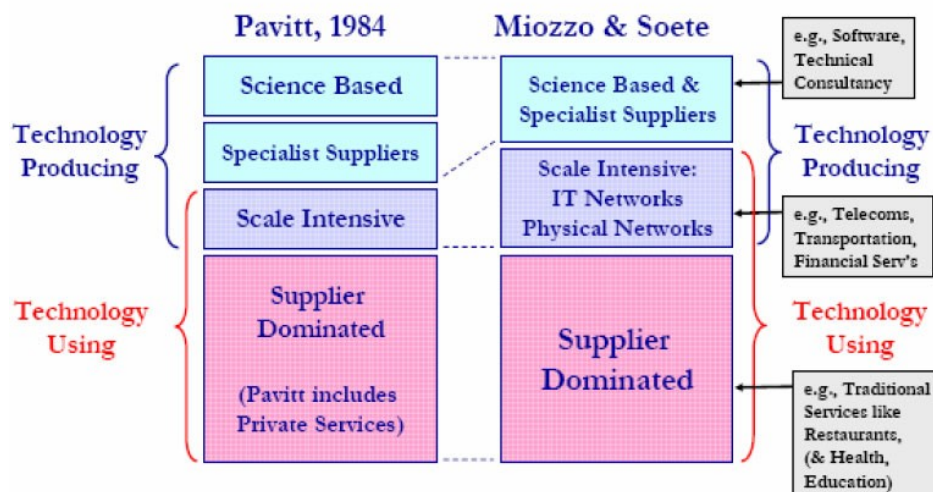 Pavitt, 1984
Miozzo & Soete
e.g., Software,
Technical
Consultancy
Science Based
Science Based &
Specialist Suppliers
Technology
Producing
Specialist Suppliers
Technology
Producing
Scale Intensive
Scale Intensive:
IT Networks
Physical Networks
e.g., Telecoms,
Transportation,
Financial Serv's
Technology
Using
Supplier
Dominated
(Pavitt includes
Private Services)
Supplier
Dominated
Technology
Using
e.g., Traditional
Services like
Restaurants,
(& Health,
Education)